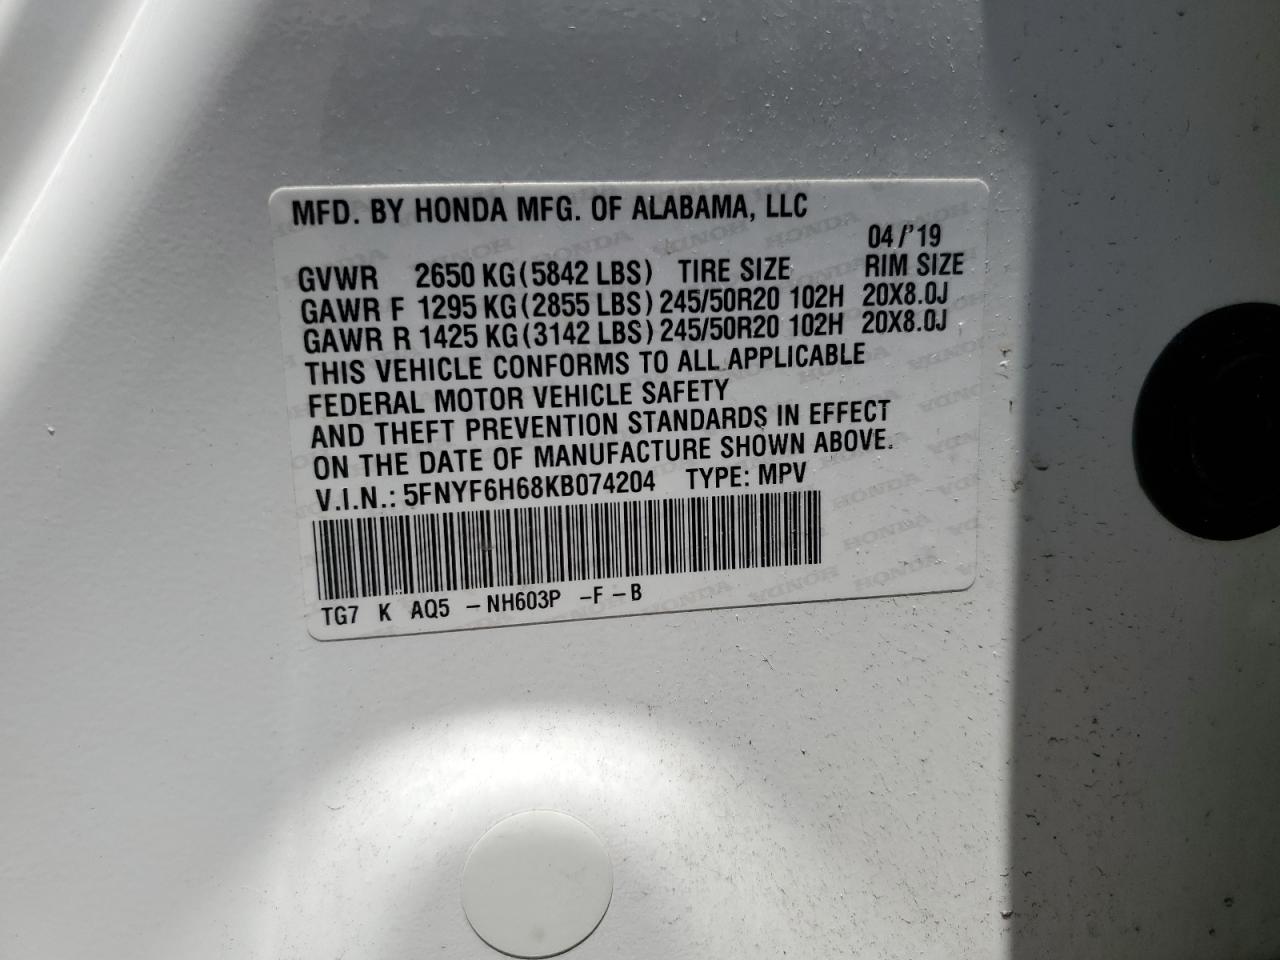 MFD. BY HONDA MFG. OF ALABAMA, LLC
04/'19
GVWR 2650 KG(5842 LBS) TIRE SIZE RIM SIZE
GAWR F 1295 KG(2855 LBS) 245/50R20 102H 20X8.0J
GAWR R 1425 KG(3142 LBS) 245/50R20 102H 20X8.0J
THIS VEHICLE CONFORMS TO ALL APPLICABLE
FEDERAL MOTOR VEHICLE SAFETY
AND THEFT PREVENTION STANDARDS IN EFFECT
ON THE DATE OF MANUFACTURE SHOWN ABOVE.
V.I.N.: 5FNYF6H68KB074204 TYPE: MPV
TG7 K AQ5 -NH603P -F-B